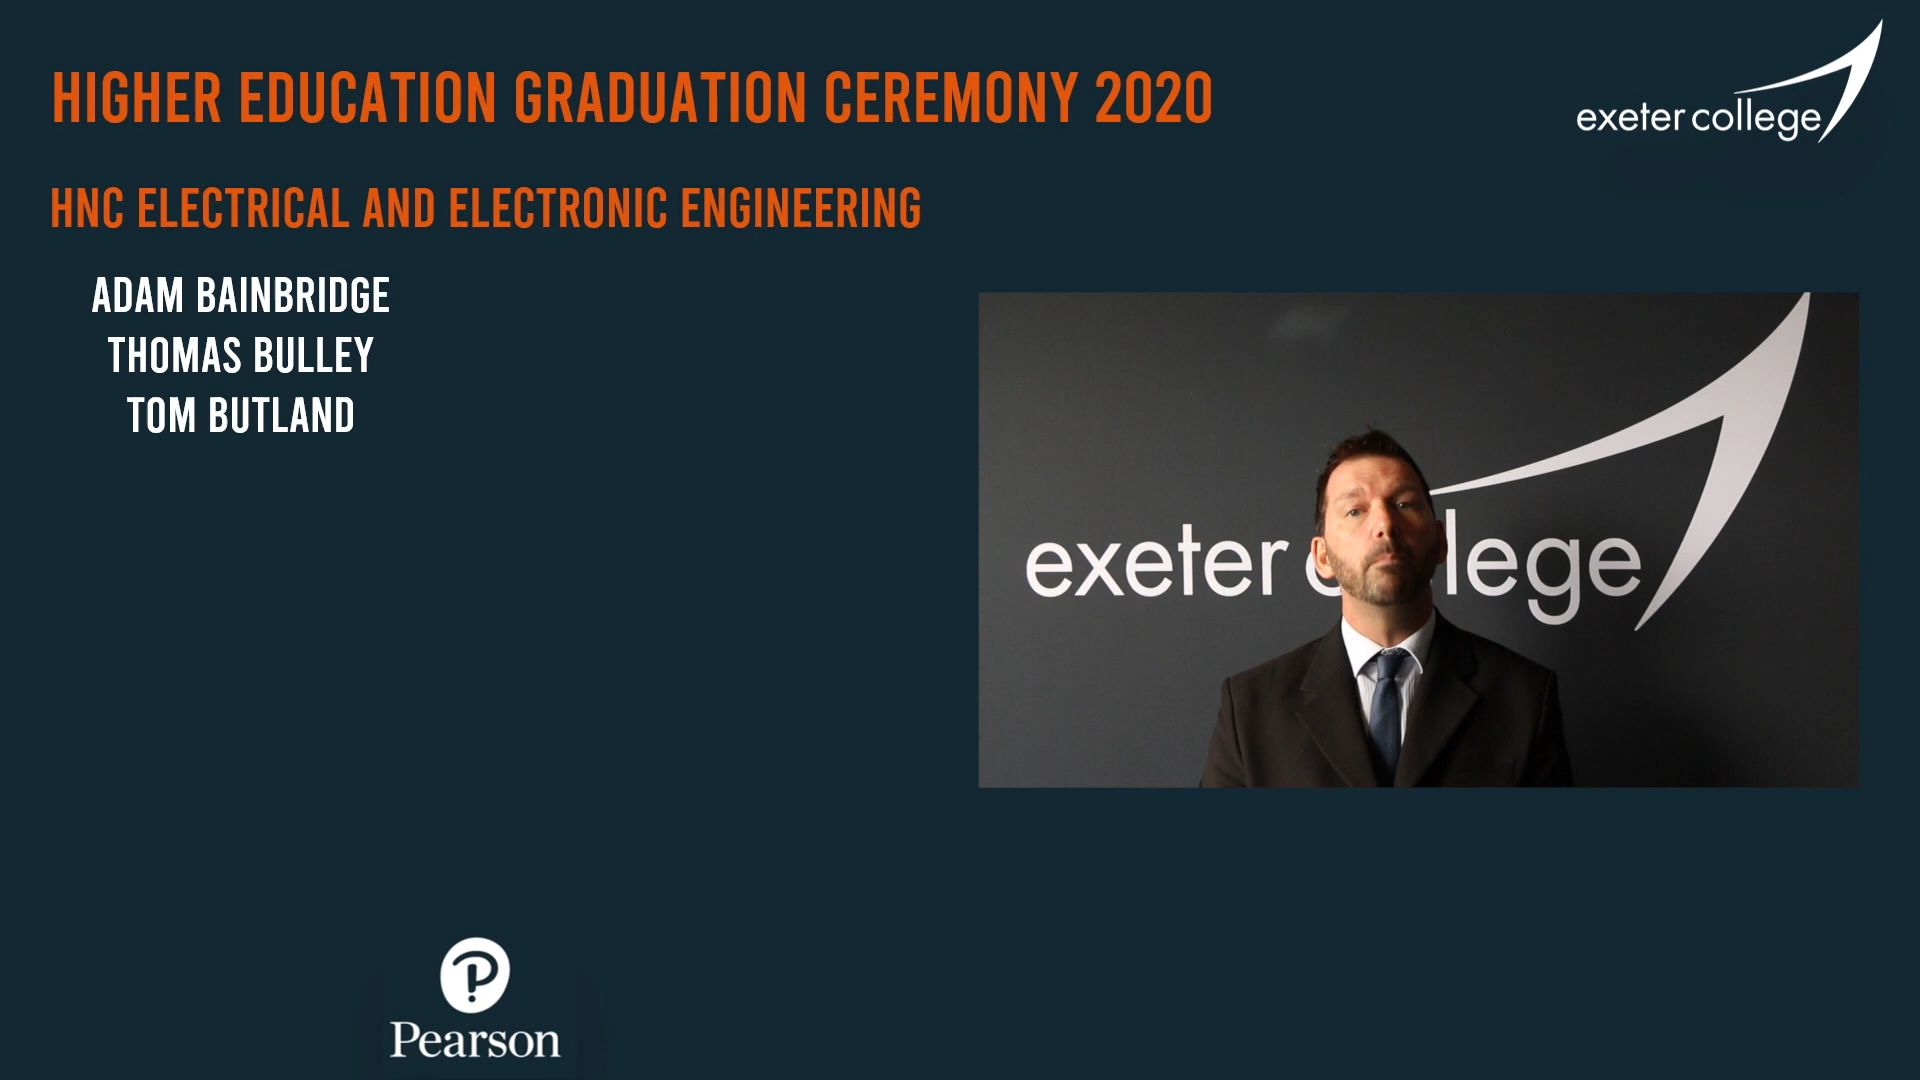 HIGHER EDUCATION GRADUATION CEREMONY 2020
exeter college
HNC ELECTRICAL AND ELECTRONIC ENGINEERING
ADAM BAINBRIDGE
THOMAS BULLEY
TOM BUTLAND
exeter c lege
Pearson